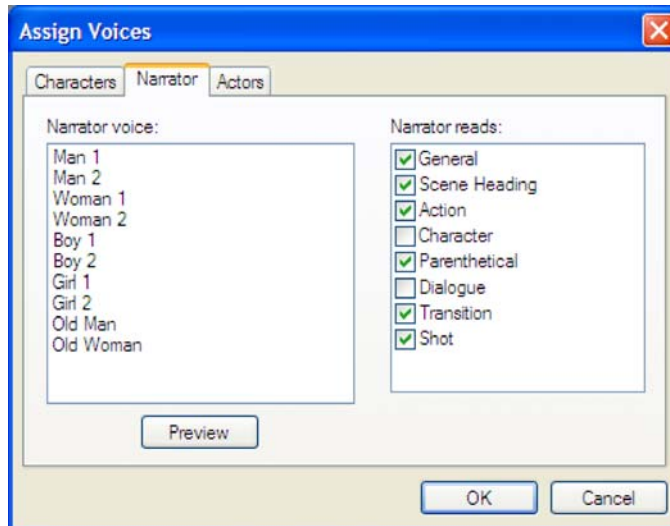 Assign Voices
Characters
Narrator
Actors
Narrator voice:
Man 1
Man 2
Woman 1
Woman 2
Boy 1
Boy 2
Girl 1
Girl 2
Old Man
Old Woman
Preview
Narrator reads:
General
Scene Heading
Action
Character
Parenthetical
Dialogue
Transition
Shot
OK
Cancel